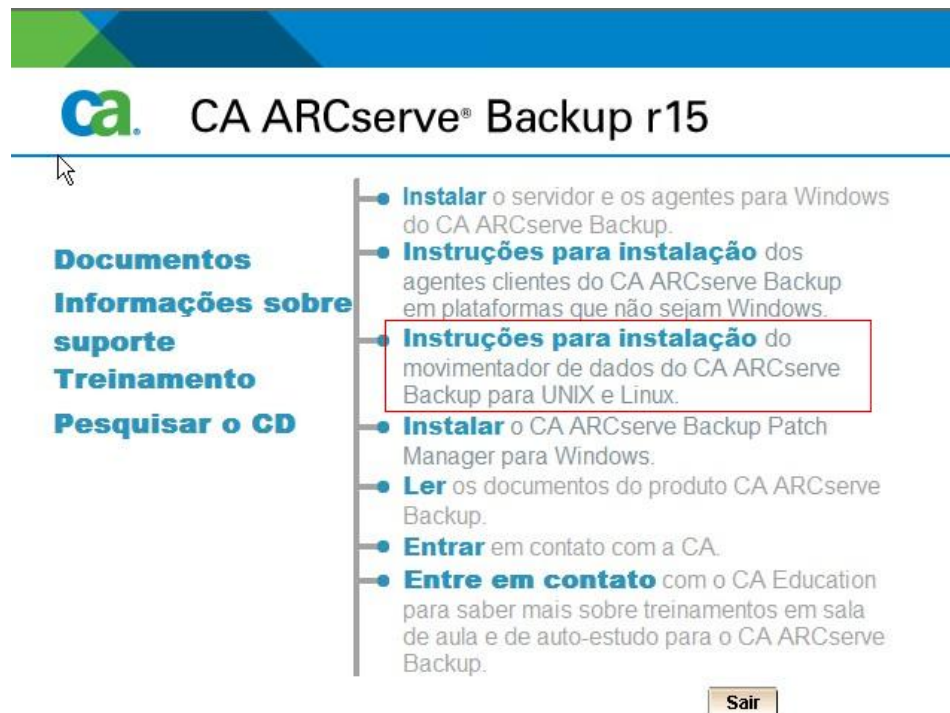 ca.
CA ARCserve® Backup r15
Documentos
Informações sobre
suporte
Treinamento
Pesquisar o CD
Instalar o servidor e os agentes para Windows
do CA ARCserve Backup.
Instruções para instalação dos
agentes clientes do CA ARCserve Backup
em plataformas que não sejam Windows.
Instruções para instalação do
movimentador de dados do CA ARCserve
Backup para UNIX e Linux.
Instalar o CA ARCserve Backup Patch
Manager para Windows.
Ler os documentos do produto CA ARCserve
Backup.
Entrar em contato com a CA.
Entre em contato com o CA Education
para saber mais sobre treinamentos em sala
de aula e de auto-estudo para o CA ARCserve
Backup.
Sair